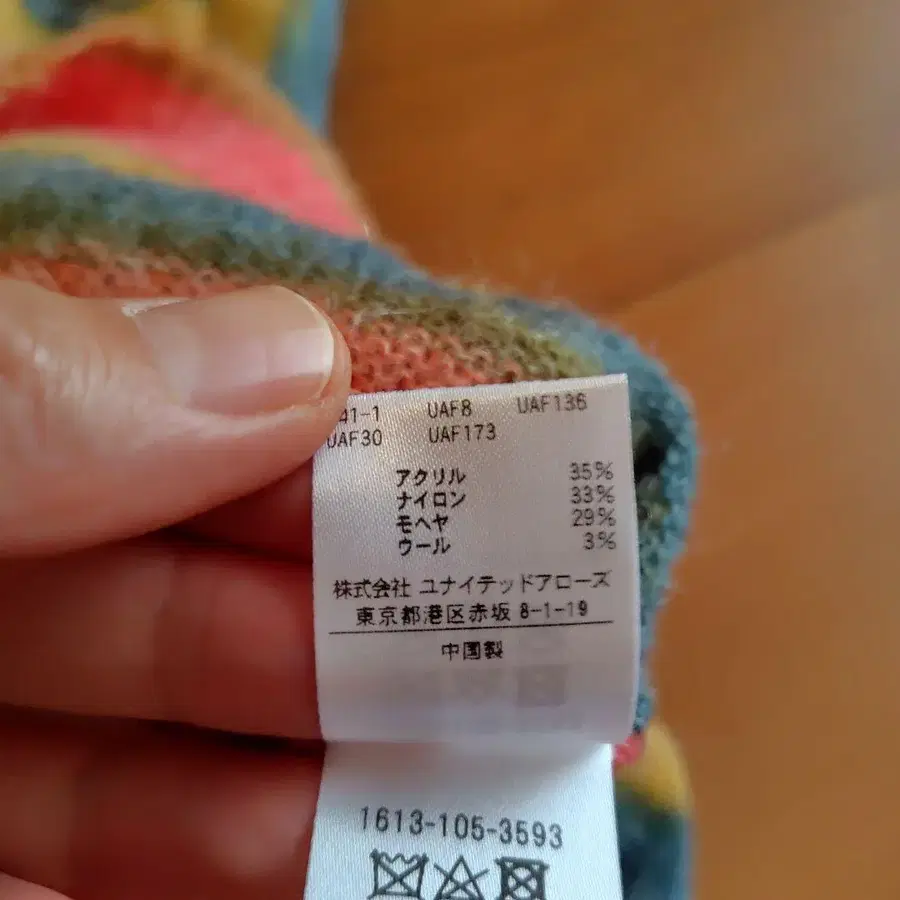 41-1 UAF8 UAF136
UAF30 UAF173
アクリル 35%
ナイロン 33%
モヘヤ 29%
ウール 3%
株式会社 ユナイテッドアローズ
東京都港区赤坂 8-1-19
中国製
1613-105-3593